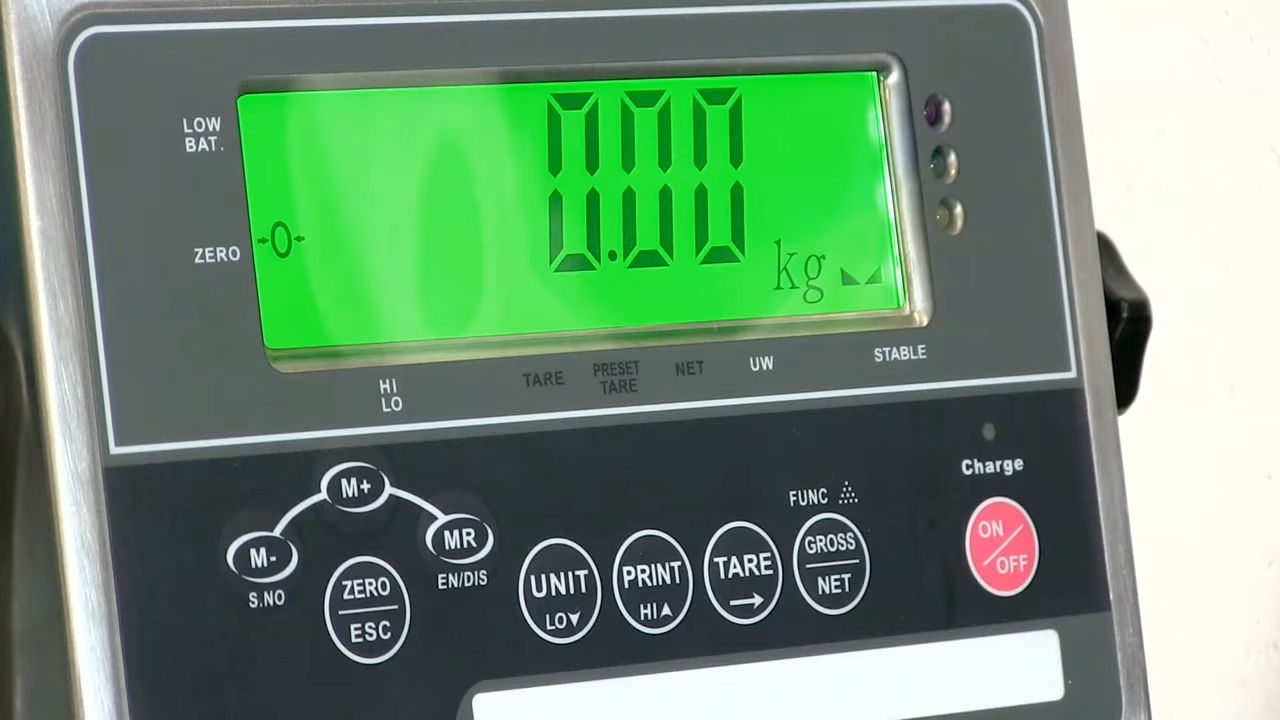 LOW
BAT.
0.00
ZERO
→0←
kg
HI
LO
TARE
PRESET
TARE
NET
UW
STABLE
Charge
M+
M-
S.NO
MR
EN/DIS
ZERO
ESC
UNIT
LO▼
PRINT
HI▲
TARE
→
FUNC
GROSS
NET
ON
OFF